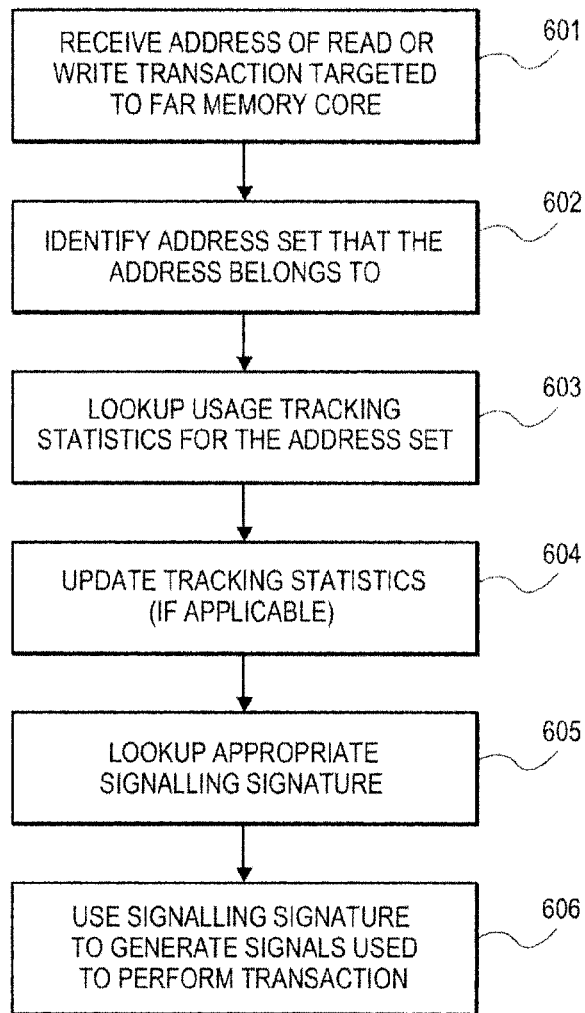 RECEIVE ADDRESS OF READ OR
WRITE TRANSACTION TARGETED
TO FAR MEMORY CORE
601
IDENTIFY ADDRESS SET THAT THE
ADDRESS BELONGS TO
602
LOOKUP USAGE TRACKING
STATISTICS FOR THE ADDRESS SET
603
UPDATE TRACKING STATISTICS
(IF APPLICABLE)
604
LOOKUP APPROPRIATE
SIGNALLING SIGNATURE
605
USE SIGNALLING SIGNATURE
TO GENERATE SIGNALS USED
TO PERFORM TRANSACTION
606